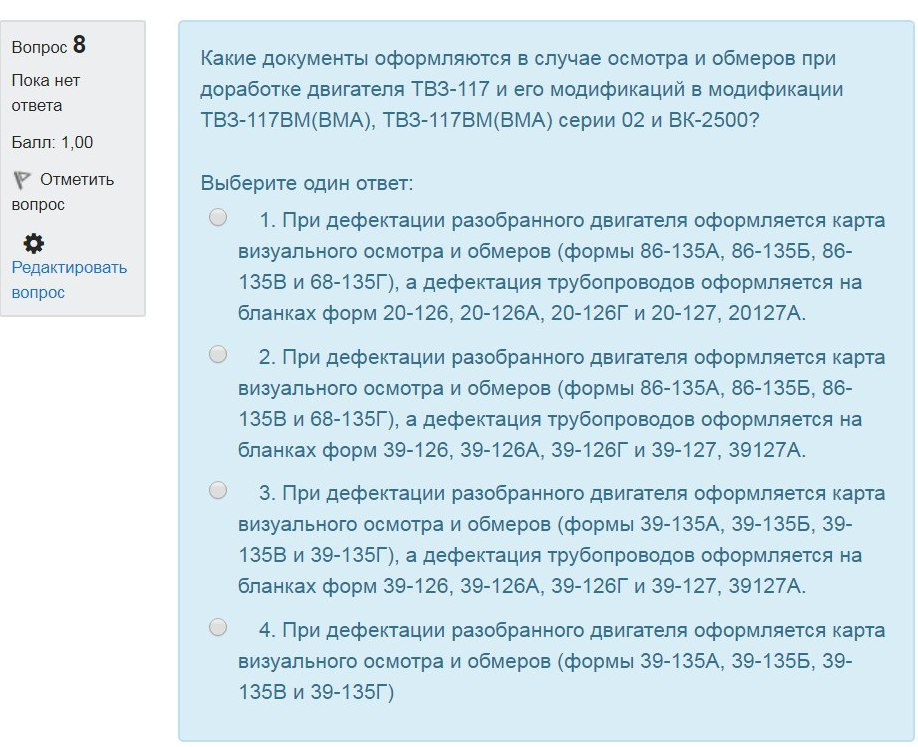 Вопрос 8
Пока нет
ответа
Балл: 1,00
Отметить
вопрос
Редактировать
вопрос
Какие документы оформляются в случае осмотра и обмеров при
доработке двигателя ТВ3-117 и его модификаций в модификации
ТВ3-117ВМ(ВМА), ТВ3-117ВМ(ВМА) серии 02 и ВК-2500?
Выберите один ответ:
1. При дефектации разобранного двигателя оформляется карта
визуального осмотра и обмеров (формы 86-135А, 86-135Б, 86-
135В и 68-135Г), а дефектация трубопроводов оформляется на
бланках форм 20-126, 20-126А, 20-126Г и 20-127, 20127А.
2. При дефектации разобранного двигателя оформляется карта
визуального осмотра и обмеров (формы 86-135А, 86-135Б, 86-
135В и 68-135Г), а дефектация трубопроводов оформляется на
бланках форм 39-126, 39-126А, 39-126Г и 39-127, 39127А.
3. При дефектации разобранного двигателя оформляется карта
визуального осмотра и обмеров (формы 39-135А, 39-135Б, 39-
135В и 39-135Г), а дефектация трубопроводов оформляется на
бланках форм 39-126, 39-126А, 39-126Г и 39-127, 39127А.
4. При дефектации разобранного двигателя оформляется карта
визуального осмотра и обмеров (формы 39-135А, 39-135Б, 39-
135В и 39-135Г)